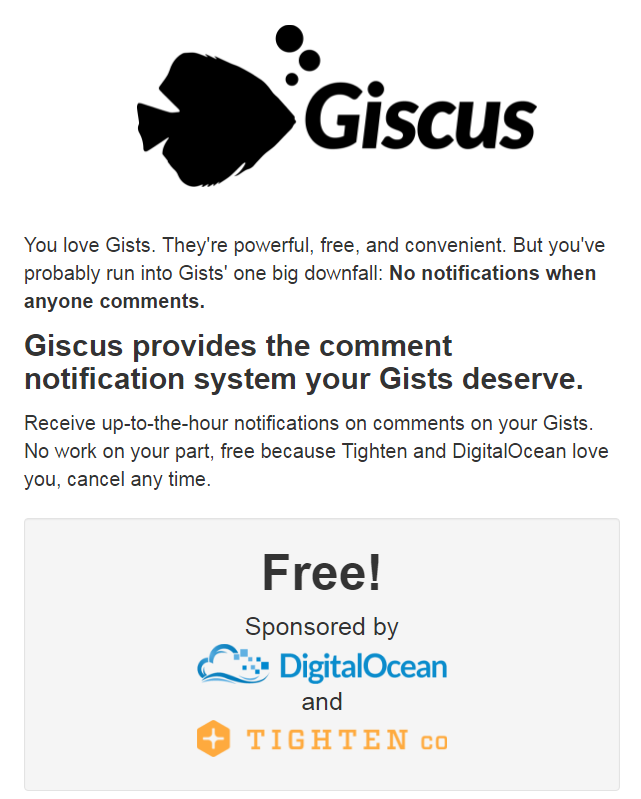 Giscus
You love Gists. They're powerful, free, and convenient. But you've
probably run into Gists' one big downfall: No notifications when
anyone comments.
Giscus provides the comment
notification system your Gists deserve.
Receive up-to-the-hour notifications on comments on your Gists.
No work on your part, free because Tighten and DigitalOcean love
you, cancel any time.
Free!
Sponsored by
DigitalOcean
and
TIGHTEN CO